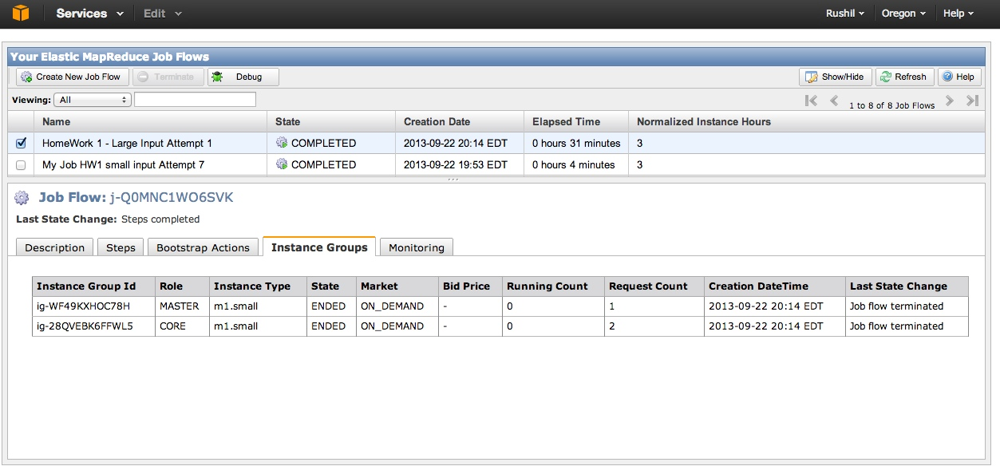 Services Edit Rushil Oregon Help
Your Elastic MapReduce Job Flows
Create New Job Flow Terminate Debug Show/Hide Refresh Help
Viewing: All 1 to 8 of 8 Job Flows
Name State Creation Date Elapsed Time Normalized Instance Hours
HomeWork 1 - Large Input Attempt 1 COMPLETED 2013-09-22 20:14 EDT 0 hours 31 minutes 3
My Job HW1 small input Attempt 7 COMPLETED 2013-09-22 19:53 EDT 0 hours 4 minutes 3
Job Flow: j-Q0MNC1WO6SVK
Last State Change: Steps completed
Description Steps Bootstrap Actions Instance Groups Monitoring
Instance Group Id Role Instance Type State Market Bid Price Running Count Request Count Creation DateTime Last State Change
ig-WF49KXHOC78H MASTER m1.small ENDED ON_DEMAND - 0 1 2013-09-22 20:14 EDT Job flow terminated
ig-28QVEBK6FFWL5 CORE m1.small ENDED ON_DEMAND - 0 2 2013-09-22 20:14 EDT Job flow terminated